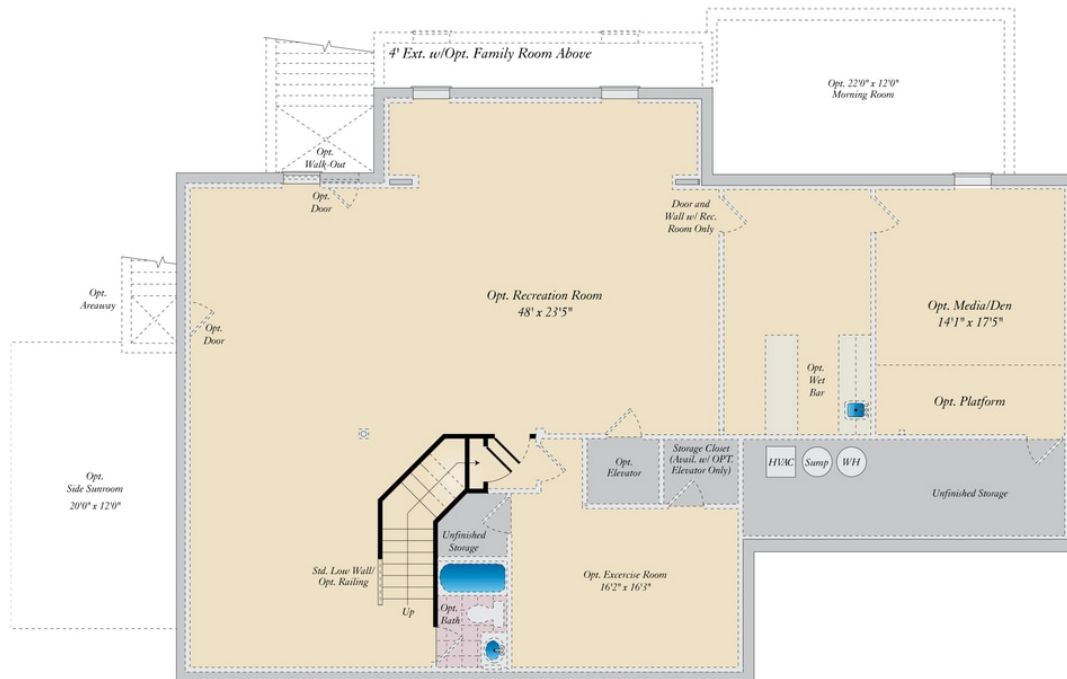 4' Ext. w/Opt. Family Room Above
Opt. 22'0" x 12'0"
Morning Room
Opt.
Walk-Out
Opt.
Door
Door and
Wall w/ Rec.
Room Only
Opt.
Areaway
Opt.
Door
Opt. Recreation Room
48' x 23'5"
Opt. Media/Den
14'1" x 17'5"
Opt.
Wet
Bar
Opt. Platform
Opt.
Side Sunroom
20'0" x 12'0"
Opt.
Elevator
Storage Closet
(Avail. w/ OPT.
Elevator Only)
HVAC
Sump
WH
Unfinished Storage
Unfinished
Storage
Std. Low Wall/
Opt. Railing
Up
Opt.
Bath
Opt. Excercise Room
16'2" x 16'3"